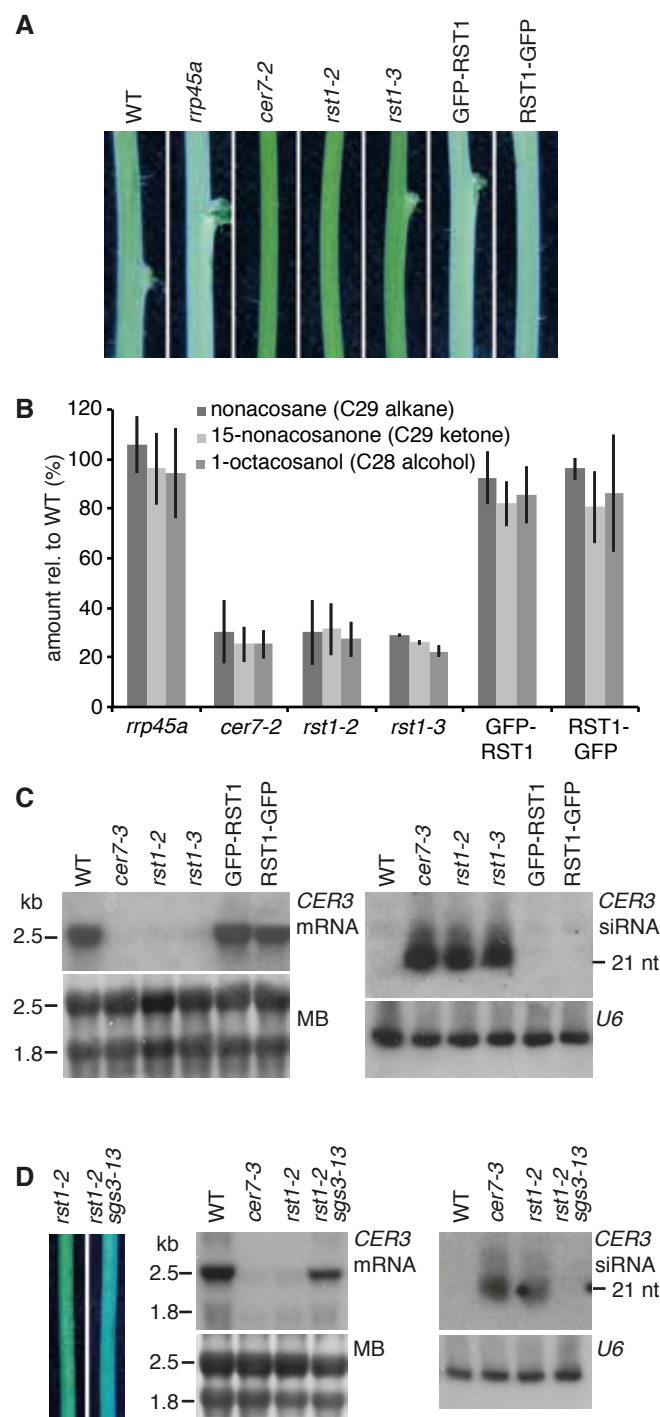 A
WT
rrp45a
cer7-2
rst1-2
rst1-3
GFP-RST1
RST1-GFP
B
120
100
80
60
40
20
0
amount rel. to WT (%)
nonacosane (C29 alkane)
15-nonacosanone (C29 ketone)
1-octacosanol (C28 alcohol)
rrp45a
cer7-2
rst1-2
rst1-3
GFP-
RST1
RST1-
GFP
C
WT
cer7-3
rst1-2
rst1-3
GFP-RST1
RST1-GFP
kb
2.5
CER3
mRNA
2.5
1.8
MB
WT
cer7-3
rst1-2
rst1-3
GFP-RST1
RST1-GFP
CER3
siRNA
21 nt
U6
D
rst1-2
rst1-2
sgs3-13
WT
cer7-3
rst1-2
rst1-2
sgs3-13
kb
2.5
1.8
CER3
mRNA
2.5
1.8
MB
WT
cer7-3
rst1-2
rst1-2
sgs3-13
CER3
siRNA
21 nt
U6